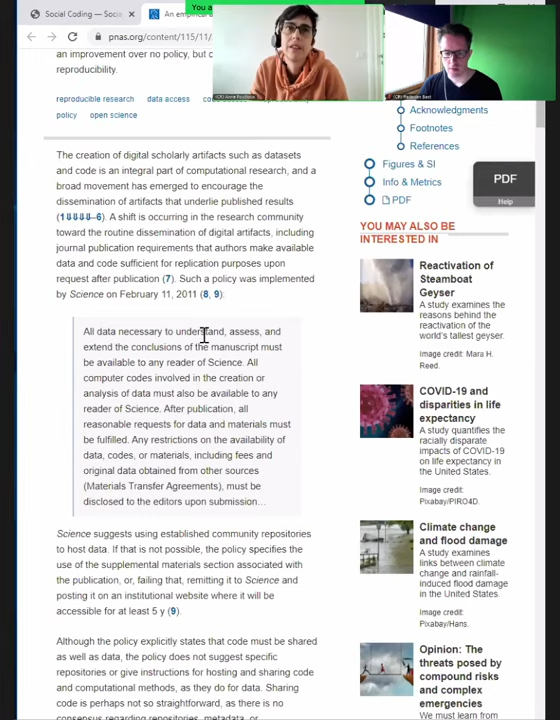 Social Coding — Soci
An empirical
You a
pnas.org/content/115/11/
an improvement over no policy, but c
reproducibility.
reproducible research
data access
policy
open science
The creation of digital scholarly artifacts such as datasets
and code is an integral part of computational research, and a
broad movement has emerged to encourage the
dissemination of artifacts that underlie published results
(1⇓⇓⇓⇓–6). A shift is occurring in the research community
toward the routine dissemination of digital artifacts, including
journal publication requirements that authors make available
data and code sufficient for replication purposes upon
request after publication (7). Such a policy was implemented
by Science on February 11, 2011 (8, 9):
All data necessary to understand, assess, and
extend the conclusions of the manuscript must
be available to any reader of Science. All
computer codes involved in the creation or
analysis of data must also be available to any
reader of Science. After publication, all
reasonable requests for data and materials must
be fulfilled. Any restrictions on the availability of
data, codes, or materials, including fees and
original data obtained from other sources
(Materials Transfer Agreements), must be
disclosed to the editors upon submission...
Science suggests using established community repositories
to host data. If that is not possible, the policy specifies the
use of the supplemental materials section associated with
the publication, or, failing that, remitting it to Science and
posting it on an institutional website where it will be
accessible for at least 5 y (9).
Although the policy explicitly states that code must be shared
as well as data, the policy does not suggest specific
repositories or give instructions for hosting and sharing code
and computational methods, as they do for data. Sharing
code is perhaps not so straightforward, as there is no
consensus regarding repositories, metadata, or
Acknowledgments
Footnotes
References
Figures & SI
Info & Metrics
PDF
PDF
Help
YOU MAY ALSO BE
INTERESTED IN
Reactivation of
Steamboat
Geyser
A study examines the
reasons behind the
reactivation of the
world's tallest geyser.
Image credit: Mara H.
Reed.
COVID-19 and
disparities in life
expectancy
A study quantifies the
racially disparate
impacts of COVID-19
on life expectancy in
the United States.
Image credit:
Pixabay/PIRO4D.
Climate change
and flood damage
A study examines
links between climate
change and rainfall-
induced flood damage
in the United States.
Image credit:
Pixabay/Hans.
Opinion: The
threats posed by
compound risks
and complex
emergencies
We must learn from